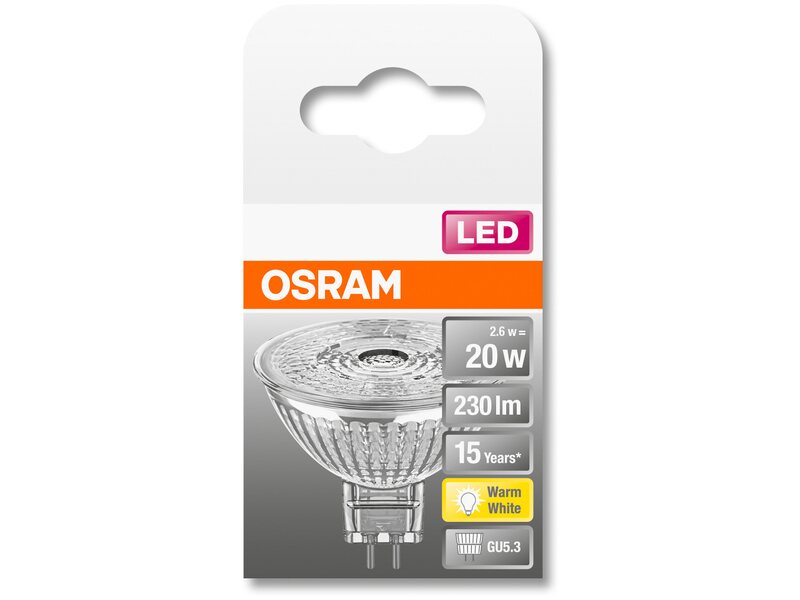 LED
OSRAM
2.6 w=
20 w
230 lm
15 Years*
Warm
White
GU5.3